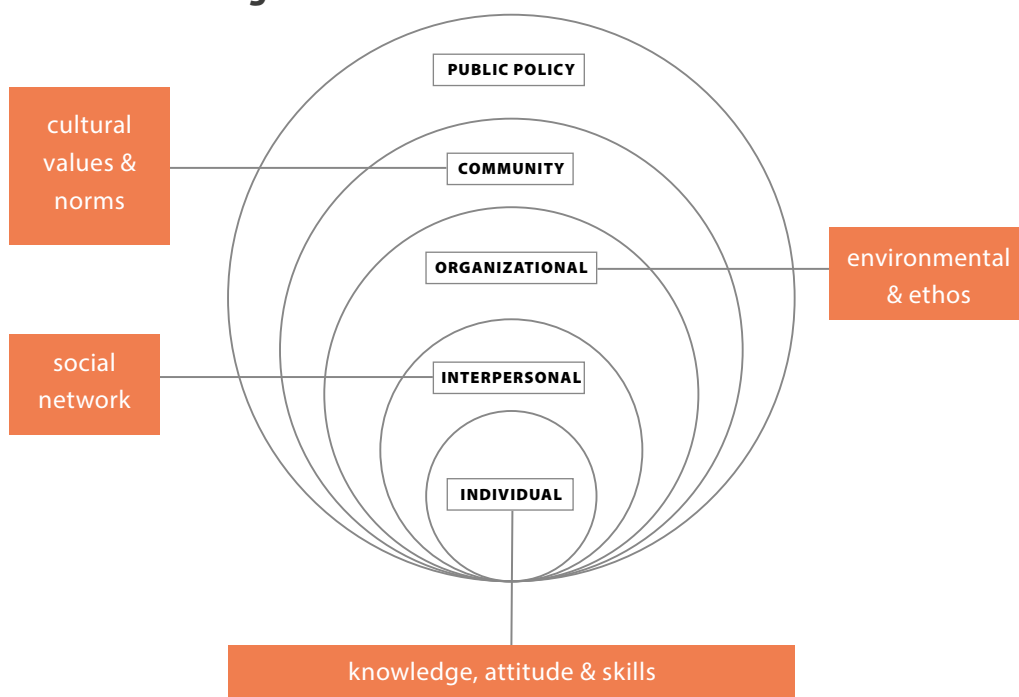 PUBLIC POLICY
cultural
values &
norms
COMMUNITY
ORGANIZATIONAL
environmental
& ethos
social
network
INTERPERSONAL
INDIVIDUAL
knowledge, attitude & skills